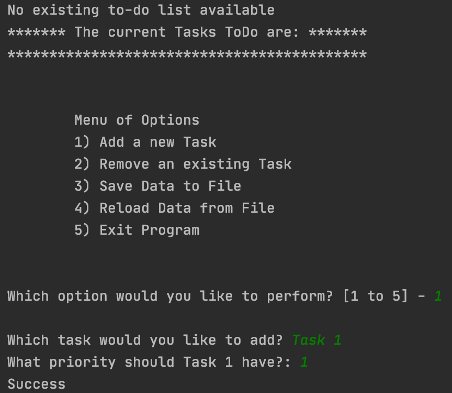 No existing to-do list available
******* The current Tasks ToDo are: *******
*******************************************
Menu of Options
1) Add a new Task
2) Remove an existing Task
3) Save Data to File
4) Reload Data from File
5) Exit Program
Which option would you like to perform? [1 to 5] - 1
Which task would you like to add? Task 1
What priority should Task 1 have?: 1
Success